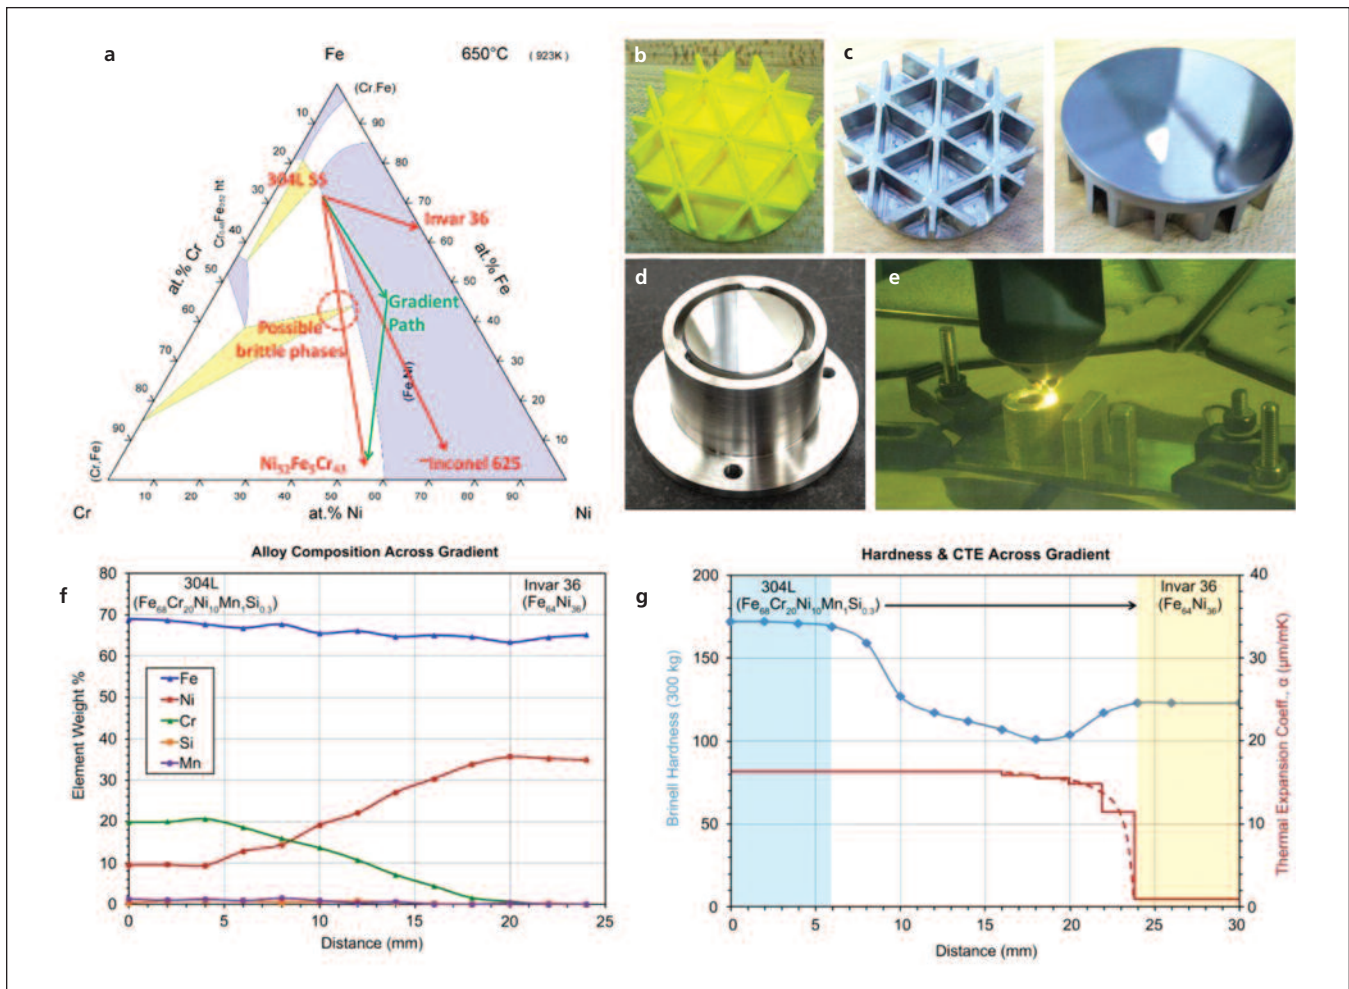 a
Fe
650°C (923K)
(Cr,Fe)
10
90
20
80
304L SS
30
70
Invar 36
40
60
at.% Cr
at.% Fe
50
50
60
Gradient
Path
40
Possible
brittle phases
70
30
(Fe,Ni)
80
20
90
10
(Cr,Fe)
Ni52Fe5Cr43
~Inconel 625
10 20 30 40 50 60 70 80 90
Cr
at.% Ni
Ni
b
c
d
e
f
Alloy Composition Across Gradient
304L
(Fe68Cr20Ni10Mn1Si0.3)
Invar 36
(Fe64Ni36)
Element Weight %
80
70
60
50
40
30
20
10
0
Fe
Ni
Cr
Si
Mn
0 5 10 15 20 25
Distance (mm)
g
Hardness & CTE Across Gradient
304L
(Fe68Cr20Ni10Mn1Si0.3)
Invar 36
(Fe64Ni36)
Brinell Hardness (300 kg)
200
150
100
50
0
40
30
20
10
0
Thermal Expansion Coeff., α (µm/mK)
0 5 10 15 20 25 30
Distance (mm)